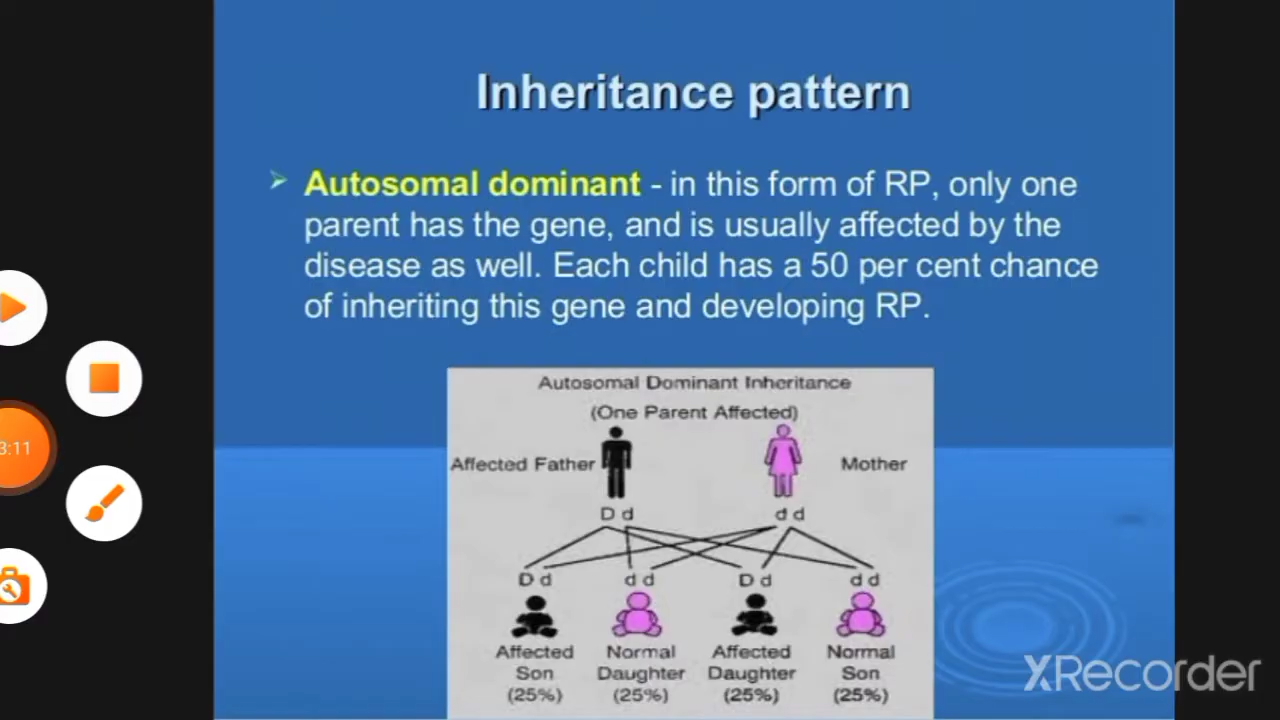 Inheritance pattern
Autosomal dominant - in this form of RP, only one
parent has the gene, and is usually affected by the
disease as well. Each child has a 50 per cent chance
of inheriting this gene and developing RP.
Autosomal Dominant Inheritance
(One Parent Affected)
Affected Father
Mother
D d
d d
D d
d d
D d
d d
Affected Son (25%)
Normal Daughter (25%)
Affected Daughter (25%)
Normal Son (25%)
3:11
XRecorder